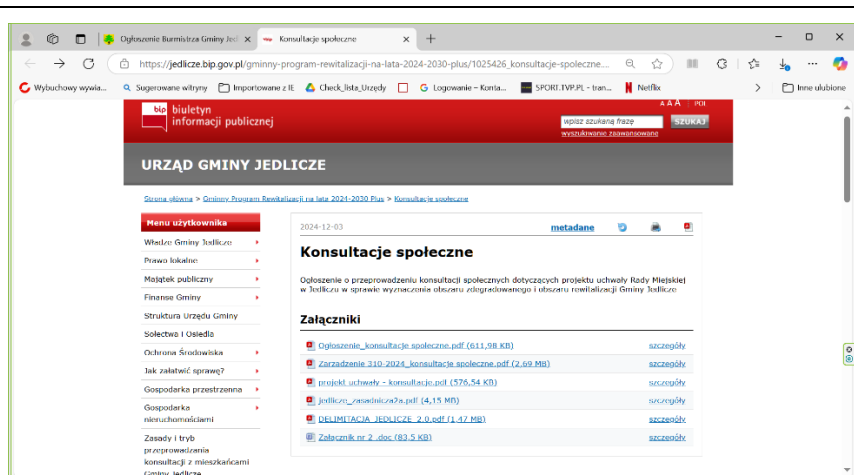 Ogłoszenie Burmistrza Gminy Jed
Konsultacje społeczne
https://jedlicze.bip.gov.pl/gminny-program-rewitalizacji-na-lata-2024-2030-plus/1025426_konsultacje-spoleczne....
Wybuchowy wywia...
Sugerowane witryny
Importowane z IE
Check_lista_Urzędy
Logowanie – Konta...
SPORT.TVP.PL - tran...
Netflix
Inne ulubione
bip biuletyn
informacji publicznej
A A A
wpisz szukaną frazę
SZUKAJ
wyszukiwanie zaawansowane
URZĄD GMINY JEDLICZE
Strona główna > Gminny Program Rewitalizacji na lata 2024-2030 Plus > Konsultacje społeczne
Menu użytkownika
Władze Gminy Jedlicze
Prawo lokalne
Majątek publiczny
Finanse Gminy
Struktura Urzędu Gminy
Sołectwa i Osiedla
Ochrona Środowiska
Jak załatwić sprawę?
Gospodarka przestrzenna
Gospodarka
nieruchomościami
Zasady i tryb
przeprowadzania
konsultacji z mieszkańcami
Gminy Jedlicze
2024-12-03
metadane
Konsultacje społeczne
Ogłoszenie o przeprowadzeniu konsultacji społecznych dotyczących projektu uchwały Rady Miejskiej
w Jedliczu w sprawie wyznaczenia obszaru zdegradowanego i obszaru rewitalizacji Gminy Jedlicze
Załączniki
Ogłoszenie_konsultacje społeczne.pdf (611,98 KB) szczegóły
Zarzadzenie 310-2024_konsultacje społeczne.pdf (2,69 MB) szczegóły
projekt uchwały - konsultacje.pdf (576,54 KB) szczegóły
jedlicze_zasadnicza2a.pdf (4,15 MB) szczegóły
DELIMITACJA_JEDLICZE_2.0.pdf (1,47 MB) szczegóły
Załącznik nr 2 .doc (83,5 KB) szczegóły